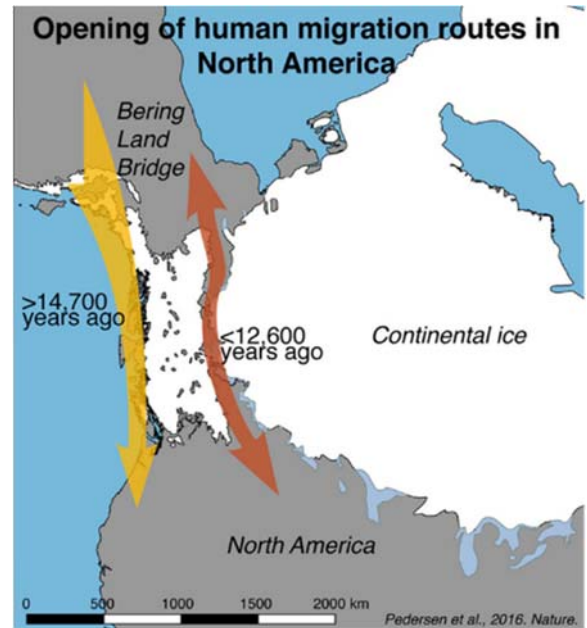 Opening of human migration routes in
North America
Bering
Land
Bridge
>14,700
years ago
<12,600
years ago
Continental ice
North America
0 500 1000 1500 2000 km
Pedersen et al., 2016. Nature.